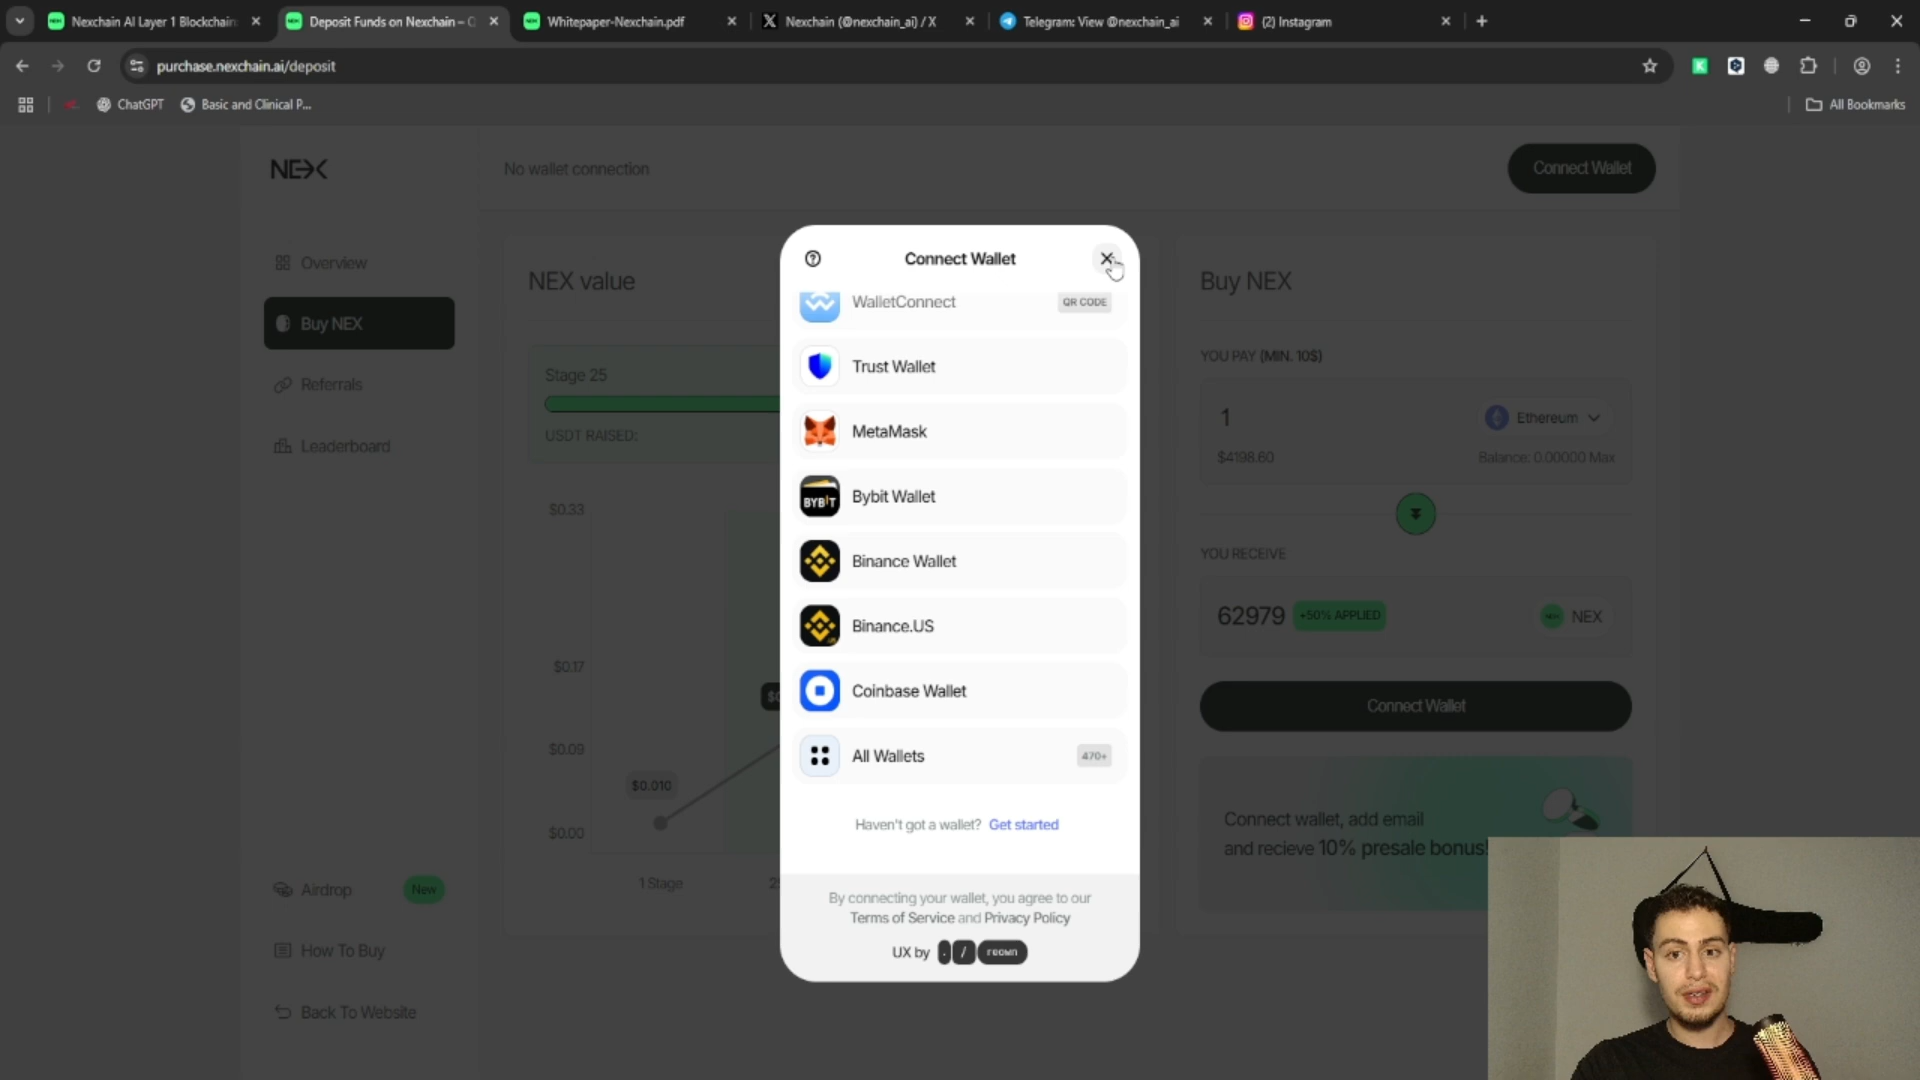 Nexchain AI Layer 1 Blockchain
Deposit Funds on Nexchain – C
Whitepaper-Nexchain.pdf
Nexchain (@nexchain_ai) / X
Telegram: View @nexchain_ai
(2) Instagram
purchase.nexchain.ai/deposit
ChatGPT
Basic and Clinical P...
All Bookmarks
NEX
No wallet connection
Connect Wallet
Overview
Buy NEX
Referrals
Leaderboard
Airdrop
New
How To Buy
Back To Website
NEX value
Stage 25
USDT RAISED:
$0.33
$0.17
$0.09
$0.00
$0.010
1 Stage
Connect Wallet
WalletConnect
QR CODE
Trust Wallet
MetaMask
BYBIT
Bybit Wallet
Binance Wallet
Binance.US
Coinbase Wallet
All Wallets
470+
Haven't got a wallet? Get started
By connecting your wallet, you agree to our
Terms of Service and Privacy Policy
UX by reown
Buy NEX
YOU PAY (MIN. 10$)
1
Ethereum
$4198.60
Balance: 0.00000 Max
YOU RECEIVE
62979
+50% APPLIED
NEX
Connect Wallet
Connect wallet, add email
and recieve 10% presale bonus!